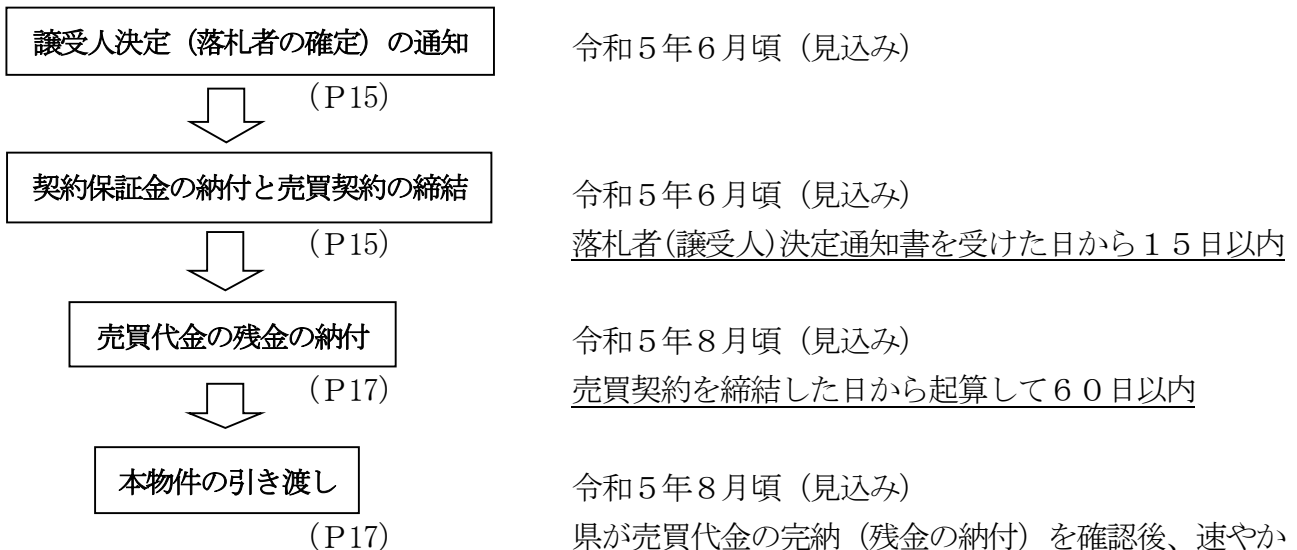 譲受人決定（落札者の確定）の通知
令和５年６月頃（見込み）
（Ｐ15）
契約保証金の納付と売買契約の締結
令和５年６月頃（見込み）
（Ｐ15）
落札者(譲受人)決定通知書を受けた日から１５日以内
売買代金の残金の納付
令和５年８月頃（見込み）
（Ｐ17）
売買契約を締結した日から起算して６０日以内
本物件の引き渡し
令和５年８月頃（見込み）
（Ｐ17）
県が売買代金の完納（残金の納付）を確認後、速やか